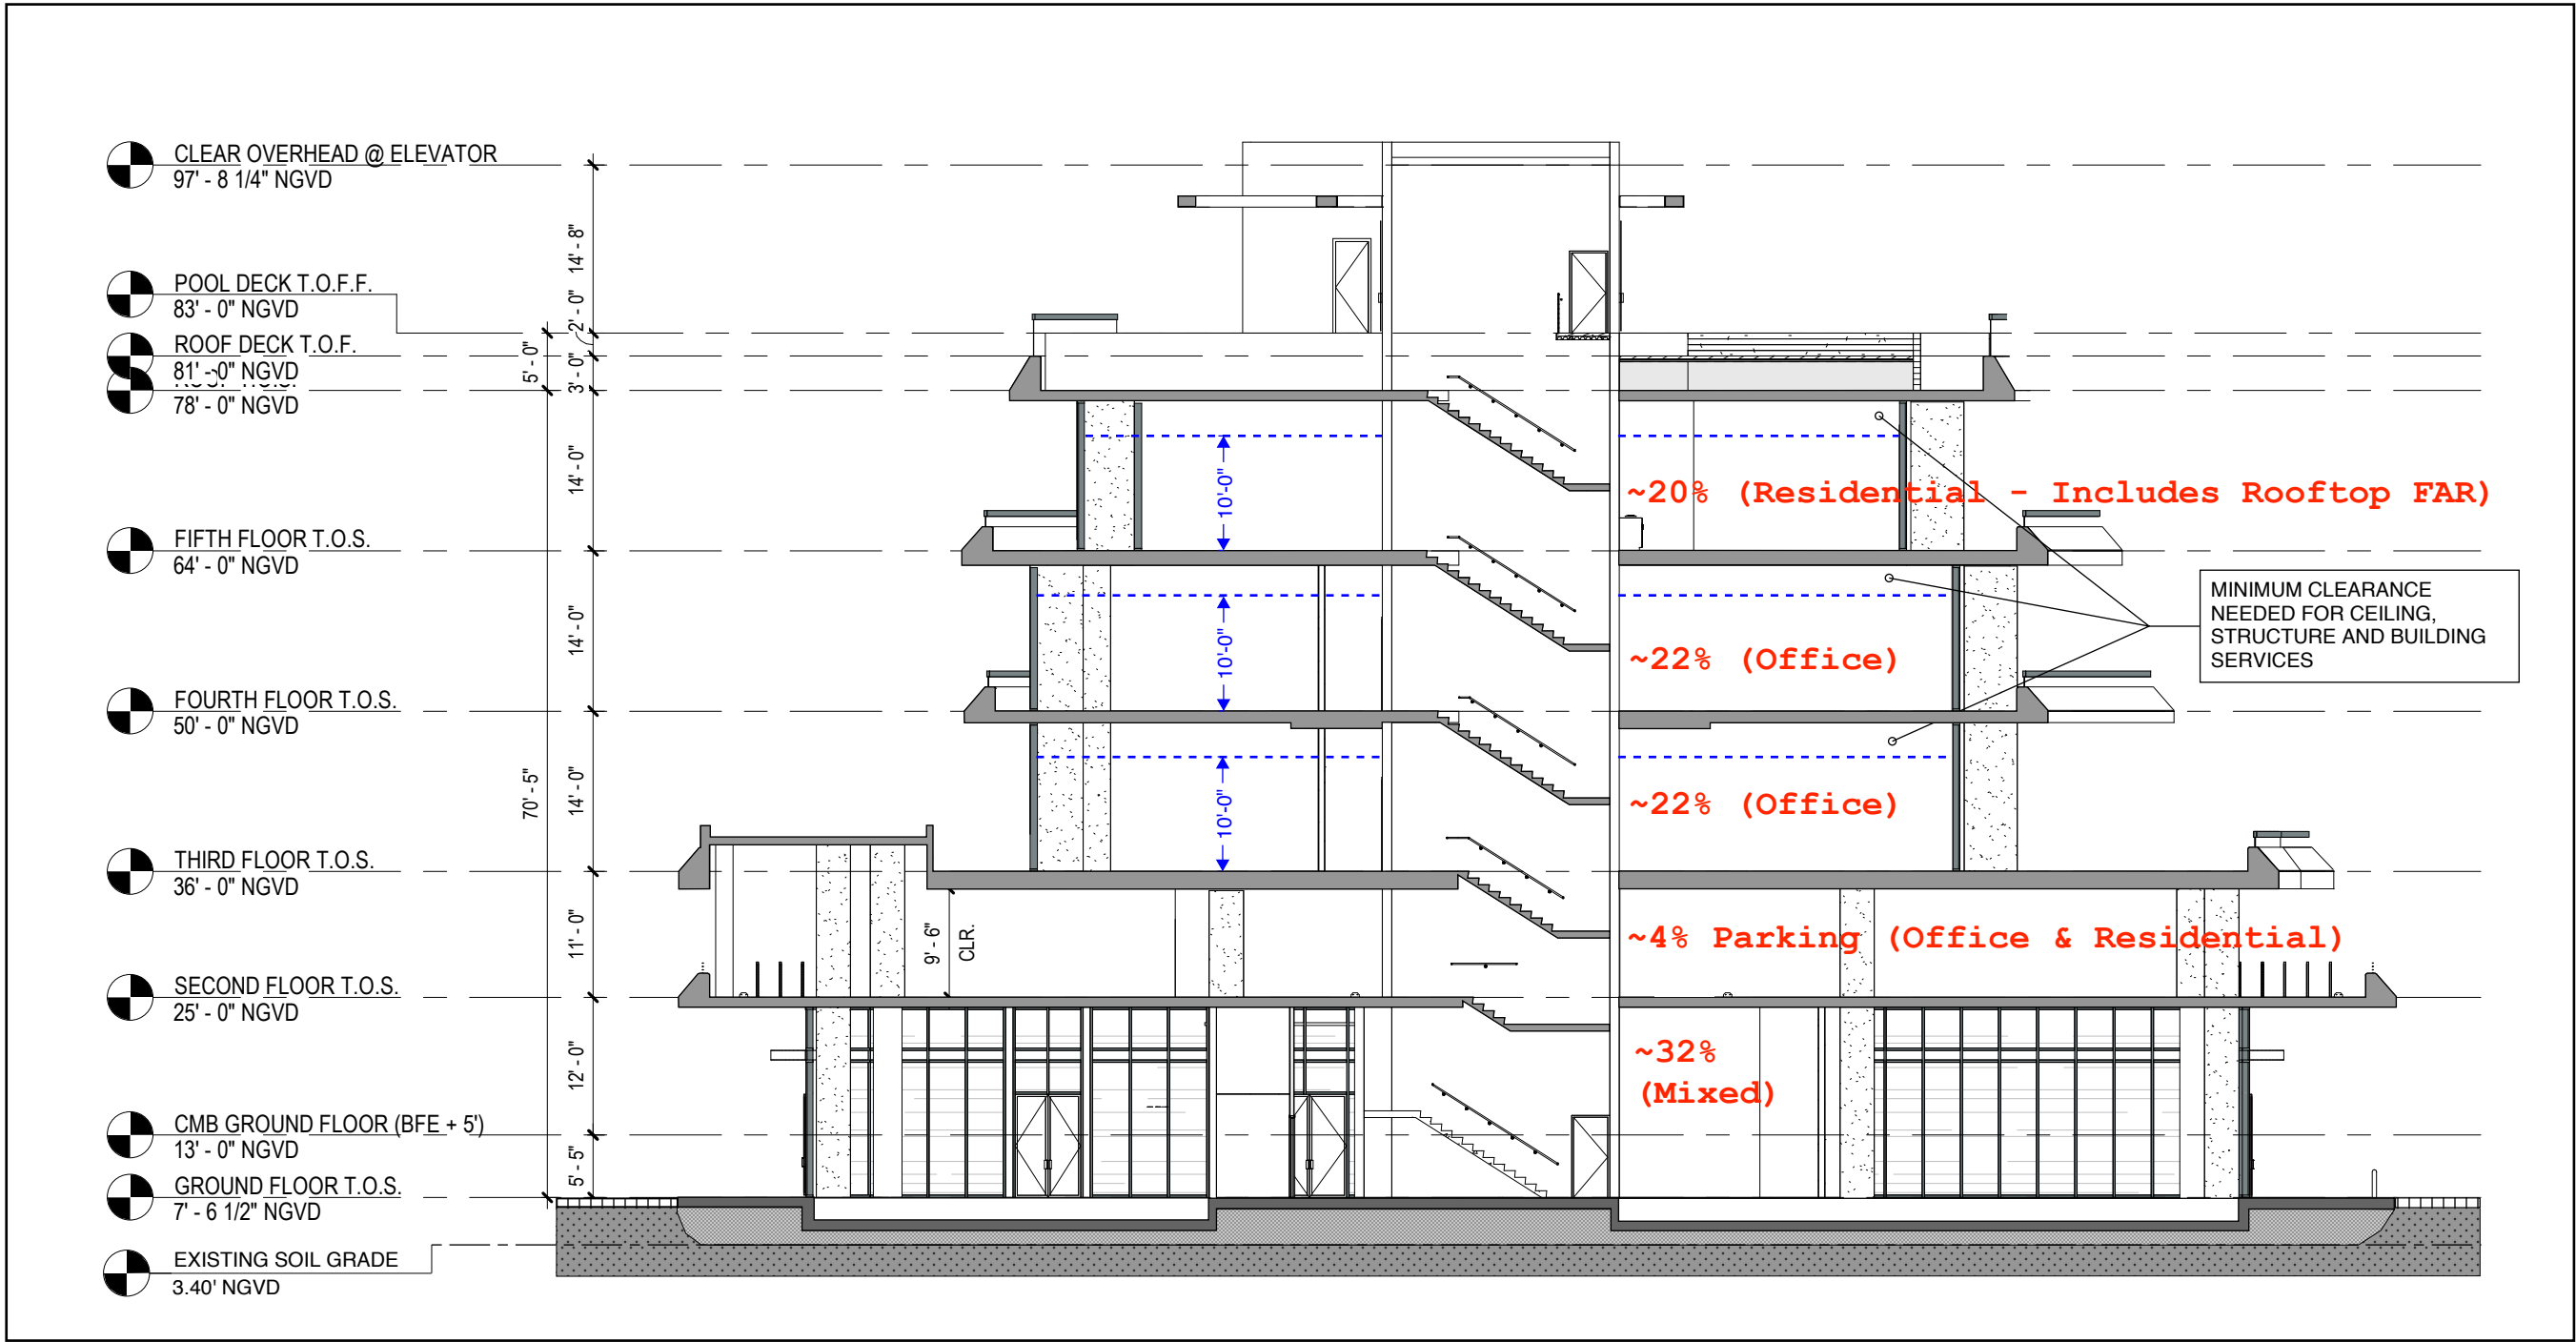 CLEAR OVERHEAD @ ELEVATOR
97' - 8 1/4" NGVD
POOL DECK T.O.F.F.
83' - 0" NGVD
ROOF DECK T.O.F.
81' - 0" NGVD
78' - 0" NGVD
FIFTH FLOOR T.O.S.
64' - 0" NGVD
FOURTH FLOOR T.O.S.
50' - 0" NGVD
THIRD FLOOR T.O.S.
36' - 0" NGVD
SECOND FLOOR T.O.S.
25' - 0" NGVD
CMB GROUND FLOOR (BFE + 5')
13' - 0" NGVD
GROUND FLOOR T.O.S.
7' - 6 1/2" NGVD
EXISTING SOIL GRADE
3.40' NGVD
5' - 0"
70' - 5"
14' - 8"
2' - 0"
3' - 0"
14' - 0"
14' - 0"
14' - 0"
11' - 0"
12' - 0"
5' - 5"
10'-0"
10'-0"
10'-0"
9' - 6"
CLR.
~20% (Residential - Includes Rooftop FAR)
~22% (Office)
~22% (Office)
~4% Parking (Office & Residential)
~32%
(Mixed)
MINIMUM CLEARANCE
NEEDED FOR CEILING,
STRUCTURE AND BUILDING
SERVICES